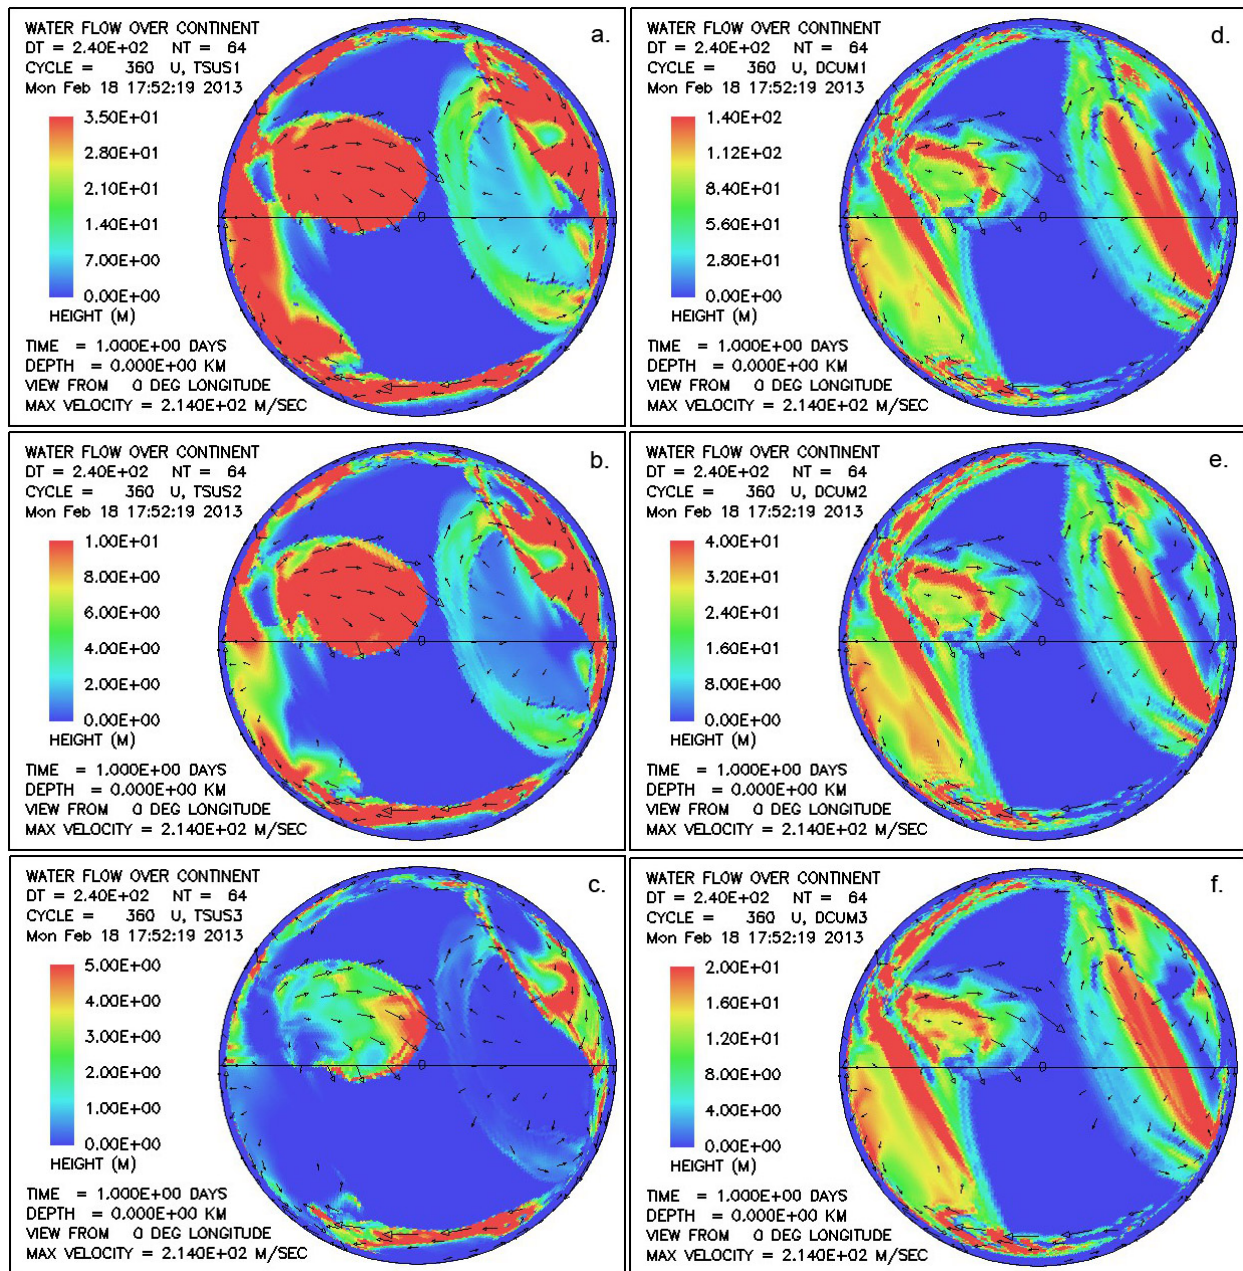 WATER FLOW OVER CONTINENT
DT = 2.40E+02 NT = 64
CYCLE = 360 U, TSUS1
Mon Feb 18 17:52:19 2013
a.
3.50E+01
2.80E+01
2.10E+01
1.40E+01
7.00E+00
0.00E+00
HEIGHT (M)
0
TIME = 1.000E+00 DAYS
DEPTH = 0.000E+00 KM
VIEW FROM 0 DEG LONGITUDE
MAX VELOCITY = 2.140E+02 M/SEC
WATER FLOW OVER CONTINENT
DT = 2.40E+02 NT = 64
CYCLE = 360 U, DCUM1
Mon Feb 18 17:52:19 2013
d.
1.40E+02
1.12E+02
8.40E+01
5.60E+01
2.80E+01
0.00E+00
HEIGHT (M)
0
TIME = 1.000E+00 DAYS
DEPTH = 0.000E+00 KM
VIEW FROM 0 DEG LONGITUDE
MAX VELOCITY = 2.140E+02 M/SEC
WATER FLOW OVER CONTINENT
DT = 2.40E+02 NT = 64
CYCLE = 360 U, TSUS2
Mon Feb 18 17:52:19 2013
b.
1.00E+01
8.00E+00
6.00E+00
4.00E+00
2.00E+00
0.00E+00
HEIGHT (M)
0
TIME = 1.000E+00 DAYS
DEPTH = 0.000E+00 KM
VIEW FROM 0 DEG LONGITUDE
MAX VELOCITY = 2.140E+02 M/SEC
WATER FLOW OVER CONTINENT
DT = 2.40E+02 NT = 64
CYCLE = 360 U, DCUM2
Mon Feb 18 17:52:19 2013
e.
4.00E+01
3.20E+01
2.40E+01
1.60E+01
8.00E+00
0.00E+00
HEIGHT (M)
0
TIME = 1.000E+00 DAYS
DEPTH = 0.000E+00 KM
VIEW FROM 0 DEG LONGITUDE
MAX VELOCITY = 2.140E+02 M/SEC
WATER FLOW OVER CONTINENT
DT = 2.40E+02 NT = 64
CYCLE = 360 U, TSUS3
Mon Feb 18 17:52:19 2013
c.
5.00E+00
4.00E+00
3.00E+00
2.00E+00
1.00E+00
0.00E+00
HEIGHT (M)
0
TIME = 1.000E+00 DAYS
DEPTH = 0.000E+00 KM
VIEW FROM 0 DEG LONGITUDE
MAX VELOCITY = 2.140E+02 M/SEC
WATER FLOW OVER CONTINENT
DT = 2.40E+02 NT = 64
CYCLE = 360 U, DCUM3
Mon Feb 18 17:52:19 2013
f.
2.00E+01
1.60E+01
1.20E+01
8.00E+00
4.00E+00
0.00E+00
HEIGHT (M)
0
TIME = 1.000E+00 DAYS
DEPTH = 0.000E+00 KM
VIEW FROM 0 DEG LONGITUDE
MAX VELOCITY = 2.140E+02 M/SEC